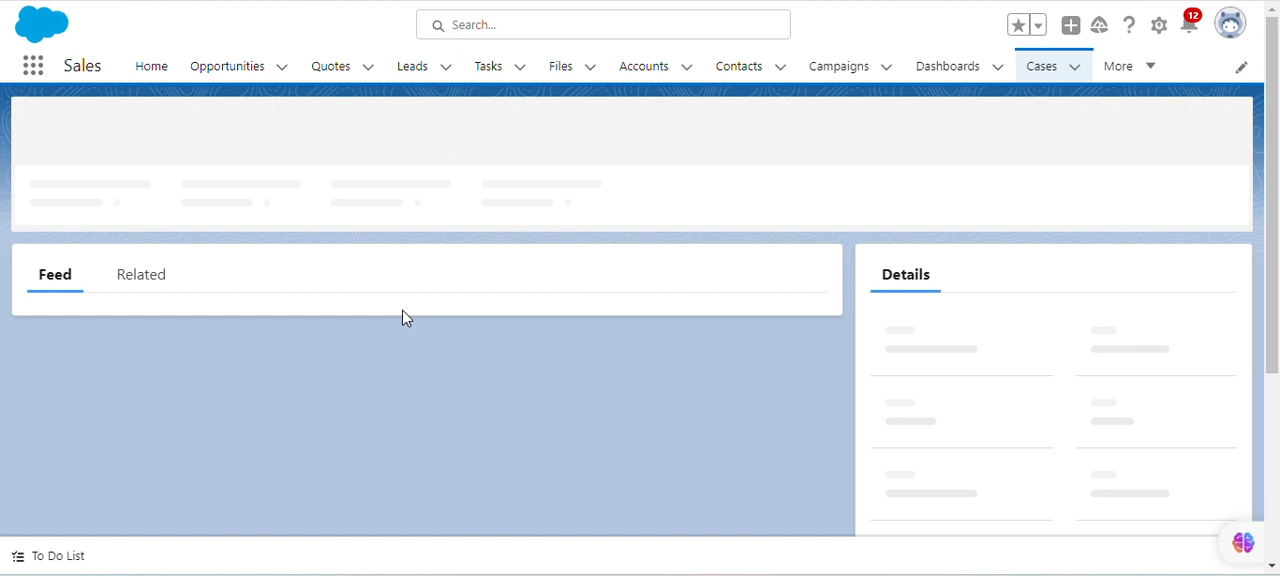 Search...
12
Sales Home Opportunities Quotes Leads Tasks Files Accounts Contacts Campaigns Dashboards Cases More
Feed Related
Details
To Do List